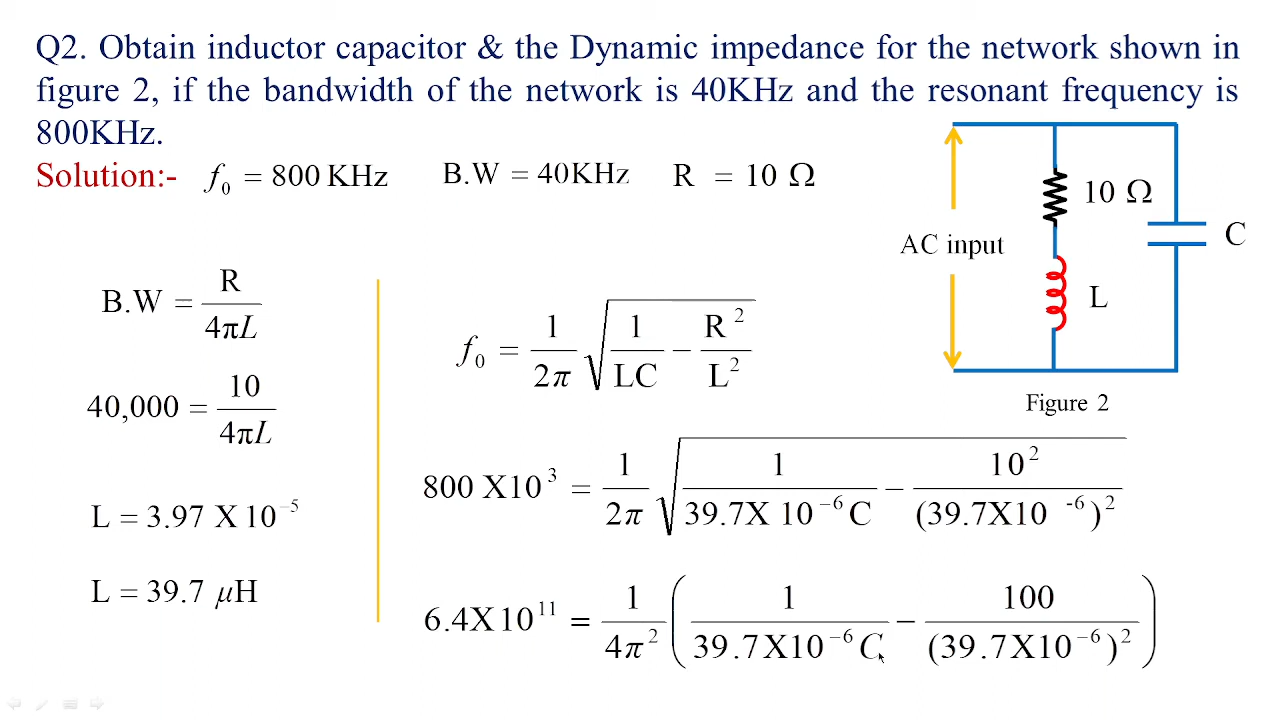 Q2. Obtain inductor capacitor & the Dynamic impedance for the network shown in
figure 2, if the bandwidth of the network is 40KHz and the resonant frequency is
800KHz.
Solution:- f₀ = 800 KHz B.W = 40KHz R = 10 Ω
10 Ω
AC input
C
L
Figure 2
B.W = R / 4πL
40,000 = 10 / 4πL
L = 3.97 X 10⁻⁵
L = 39.7 μH
f₀ = 1 / 2π √(1 / LC − R² / L²)
800 X10³ = 1 / 2π √(1 / 39.7X 10⁻⁶ C − 10² / (39.7X10⁻⁶)²)
6.4X10¹¹ = 1 / 4π² (1 / 39.7X10⁻⁶C − 100 / (39.7X10⁻⁶)²)